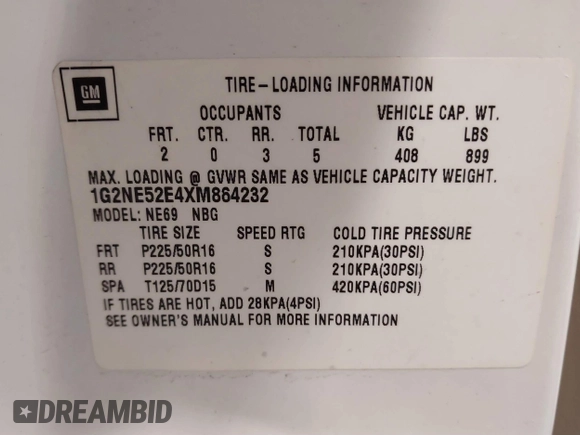 GM
TIRE-LOADING INFORMATION
OCCUPANTS VEHICLE CAP. WT.
FRT. CTR. RR. TOTAL KG LBS
2 0 3 5 408 899
MAX. LOADING @ GVWR SAME AS VEHICLE CAPACITY WEIGHT.
1G2NE52E4XM864232
MODEL: NE69 NBG
TIRE SIZE SPEED RTG COLD TIRE PRESSURE
FRT P225/50R16 S 210KPA(30PSI)
RR P225/50R16 S 210KPA(30PSI)
SPA T125/70D15 M 420KPA(60PSI)
IF TIRES ARE HOT, ADD 28KPA(4PSI)
SEE OWNER'S MANUAL FOR MORE INFORMATION
DREAMBID